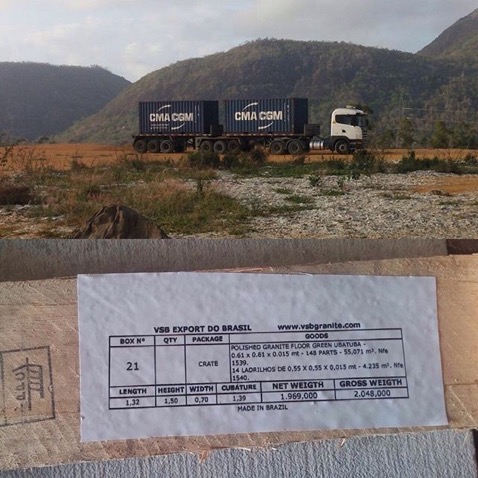 CMA CGM
CMA CGM
VSB EXPORT DO BRASIL www.vsbgranite.com
BOX Nº QTY PACKAGE GOODS
21 CRATE POLISHED GRANITE FLOOR GREEN UBATUBA -
0.61 x 0.61 x 0.015 mt - 148 PARTS - 55,071 m². Nfe
1539.
14 LADRILHOS DE 0,55 X 0,55 X 0,015 mt - 4.235 m². Nfe
1540.
LENGTH HEIGHT WIDTH CUBATURE NET WEIGTH GROSS WEIGTH
1,32 1,50 0,70 1,39 1.969,000 2.048,000
MADE IN BRAZIL